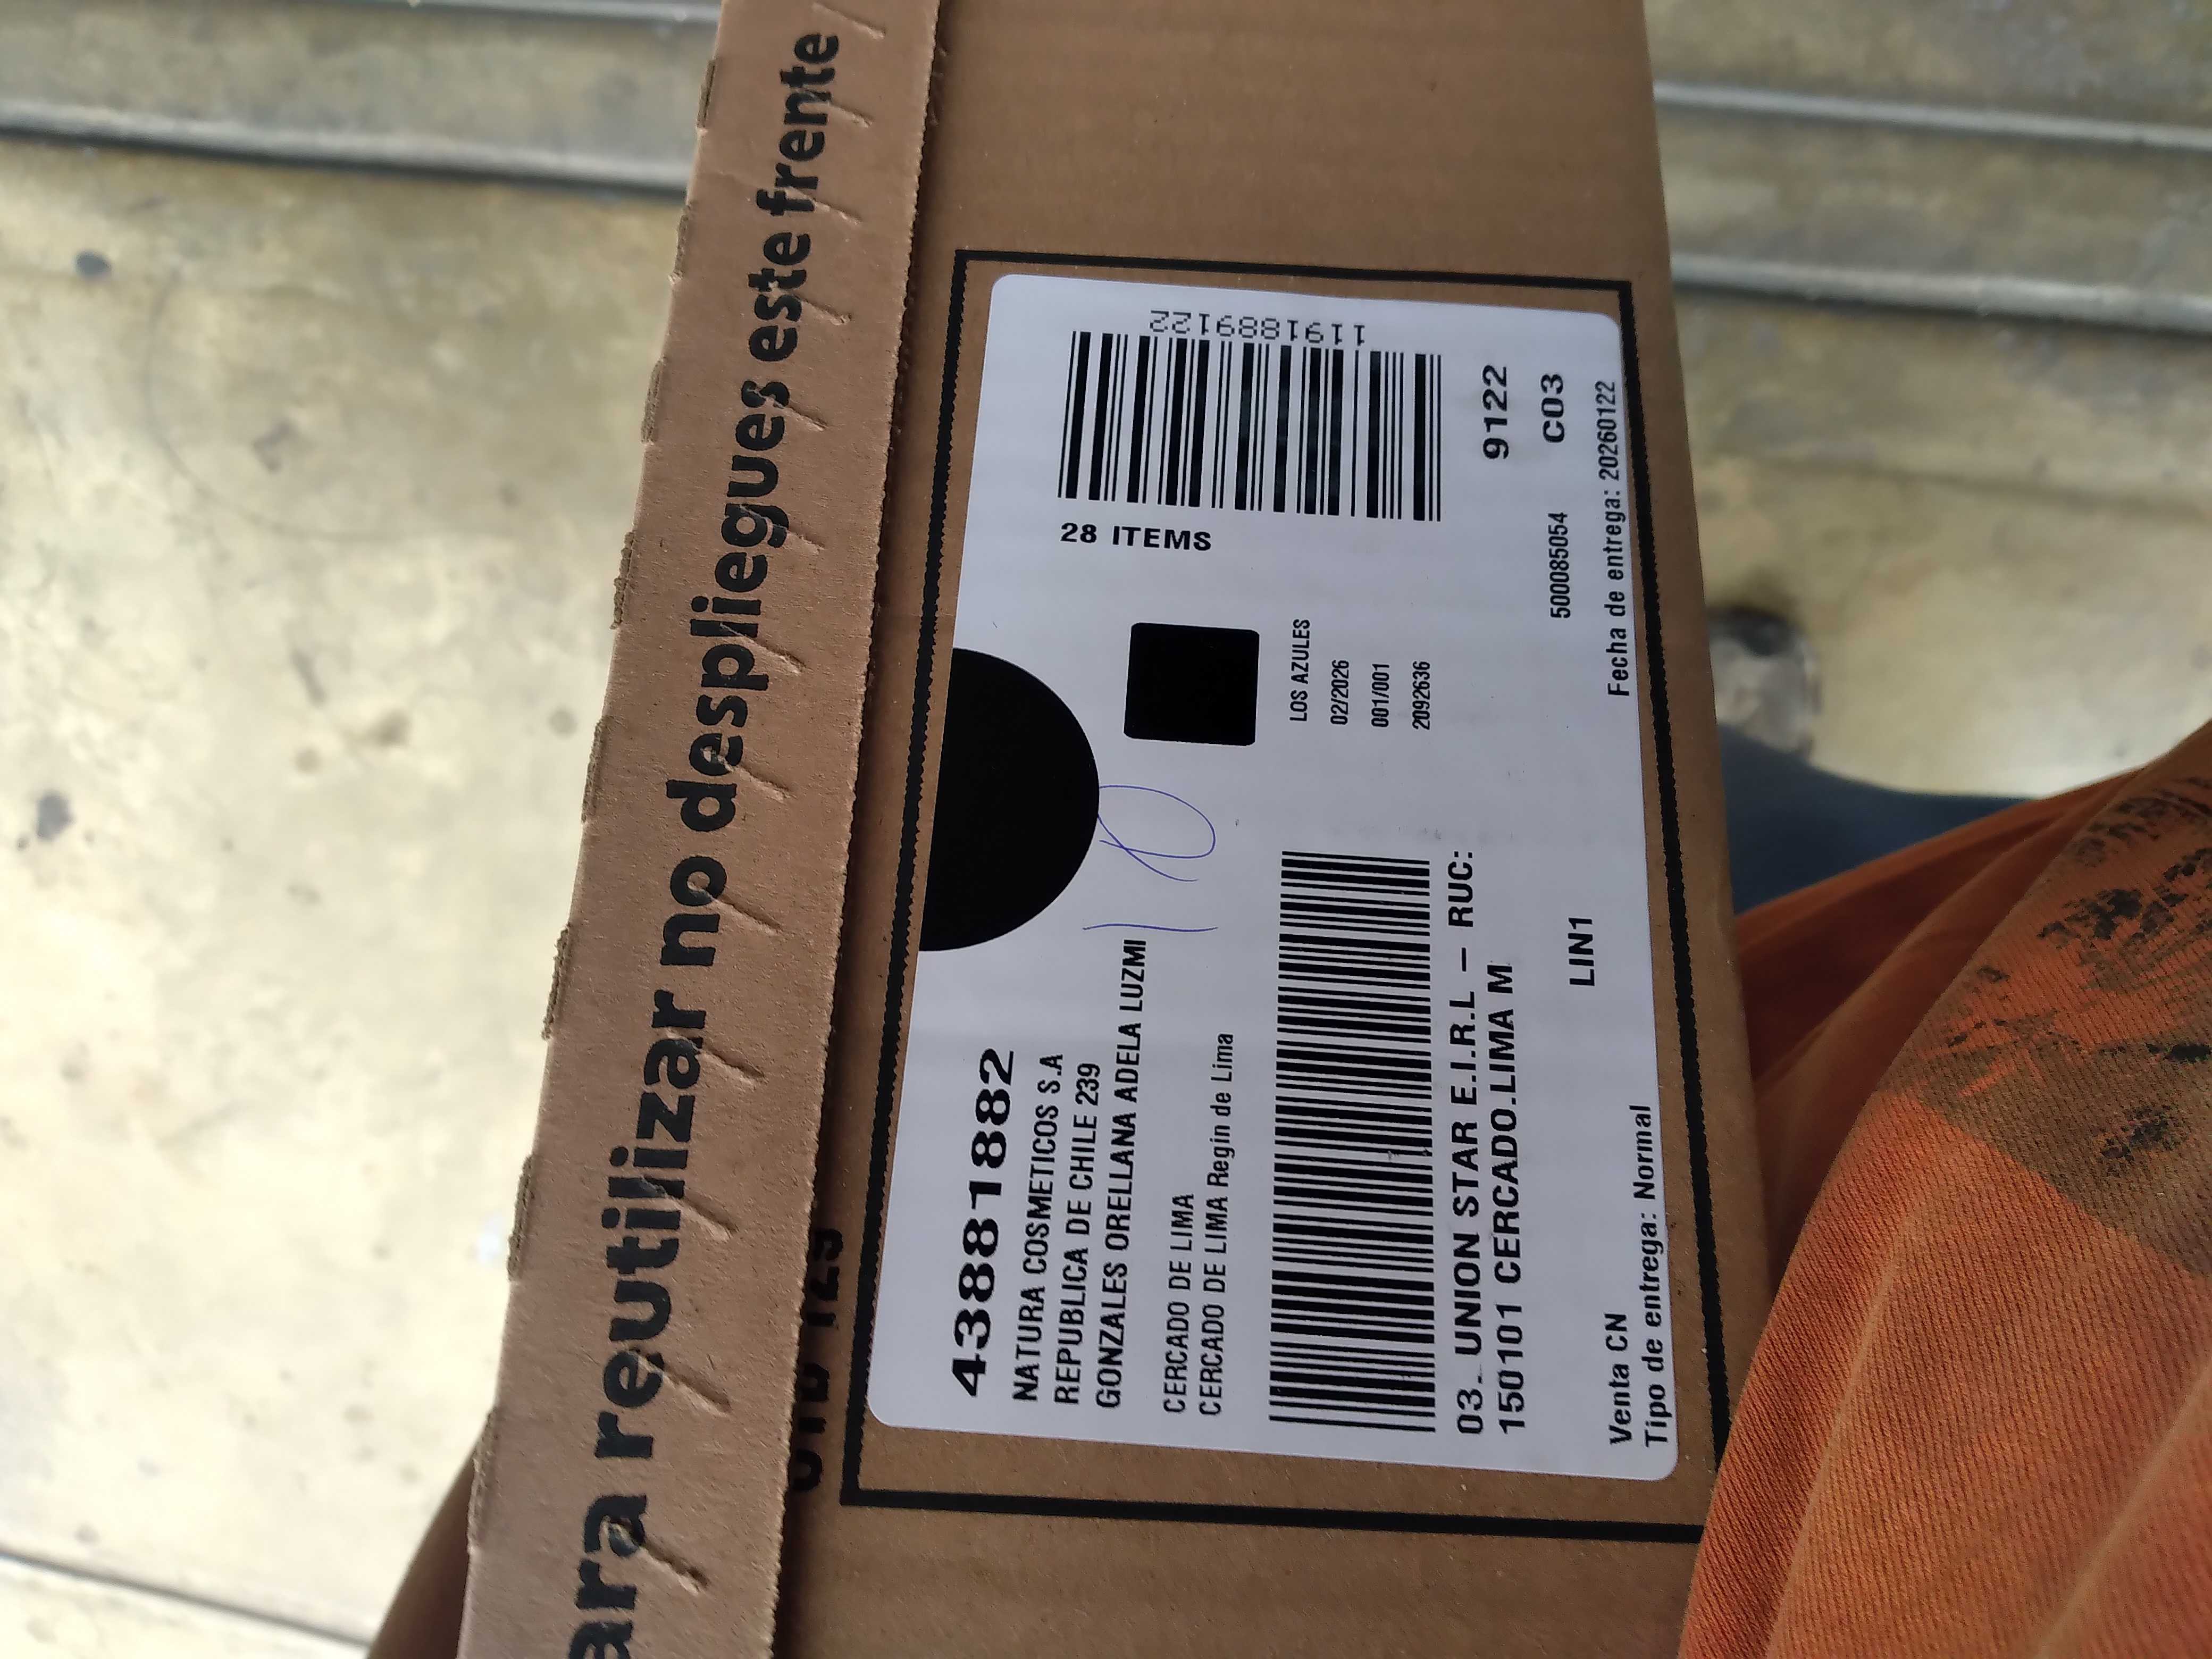 ara reutilizar no despliegues este frente
43881882
NATURA COSMETICOS S.A
REPUBLICA DE CHILE 239
GONZALES ORELLANA ADELA LUZMI
CERCADO DE LIMA
CERCADO DE LIMA Regin de Lima
10
28 ITEMS
1191889122
LOS AZULES
02/2026
001/001
2092636
03. UNION STAR E.I.R.L - RUC:
150101 CERCADO.LIMA M
9122
LIN1
500085054
C03
Venta CN
Tipo de entrega: Normal
Fecha de entrega: 20260122